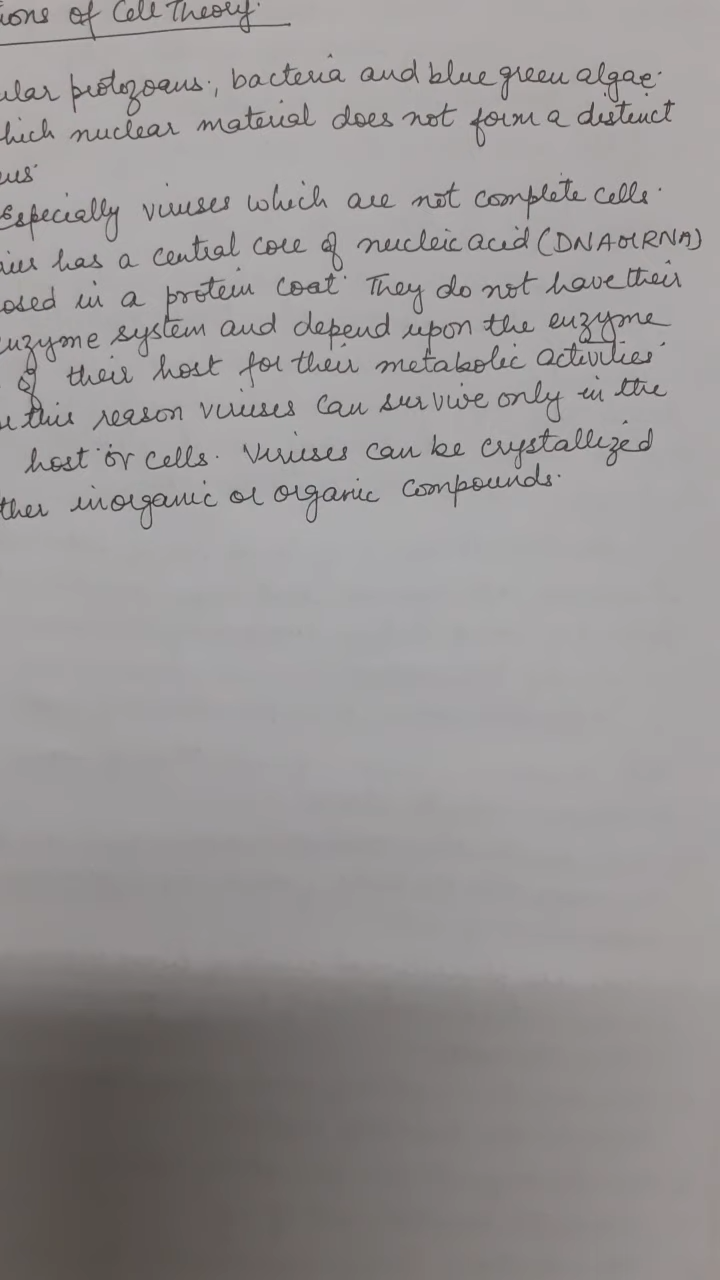 ions of Cell Theory.
ular protozoans, bacteria and blue green algae.
hich nuclear material does not form a distinct
eus.
Especially viruses which are not complete cells.
has a central core of nucleic acid (DNA or RNA)
osed in a protein coat. They do not have their
enzyme system and depend upon the enzyme
of their host for their metabolic activities.
this reason viruses can survive only in the
host or cells. Viruses can be crystallized
ther inorganic or organic compounds.